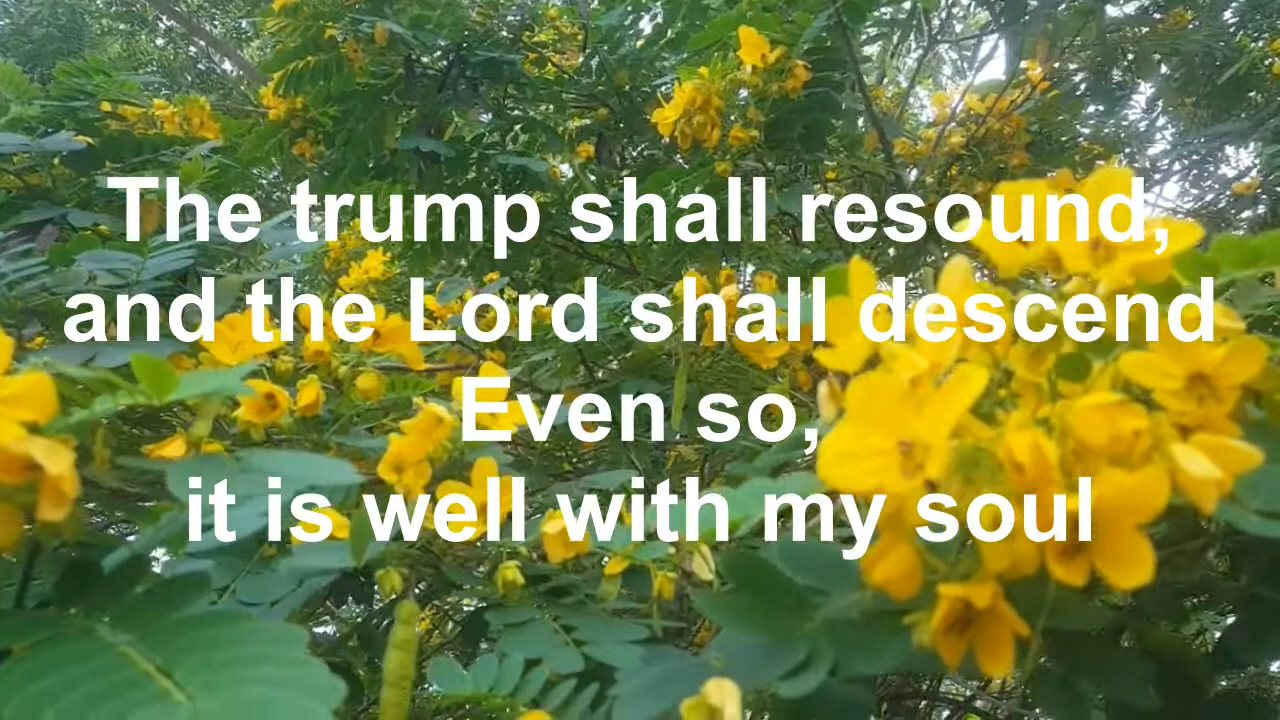 The trump shall resound,
and the Lord shall descend
Even so,
it is well with my soul